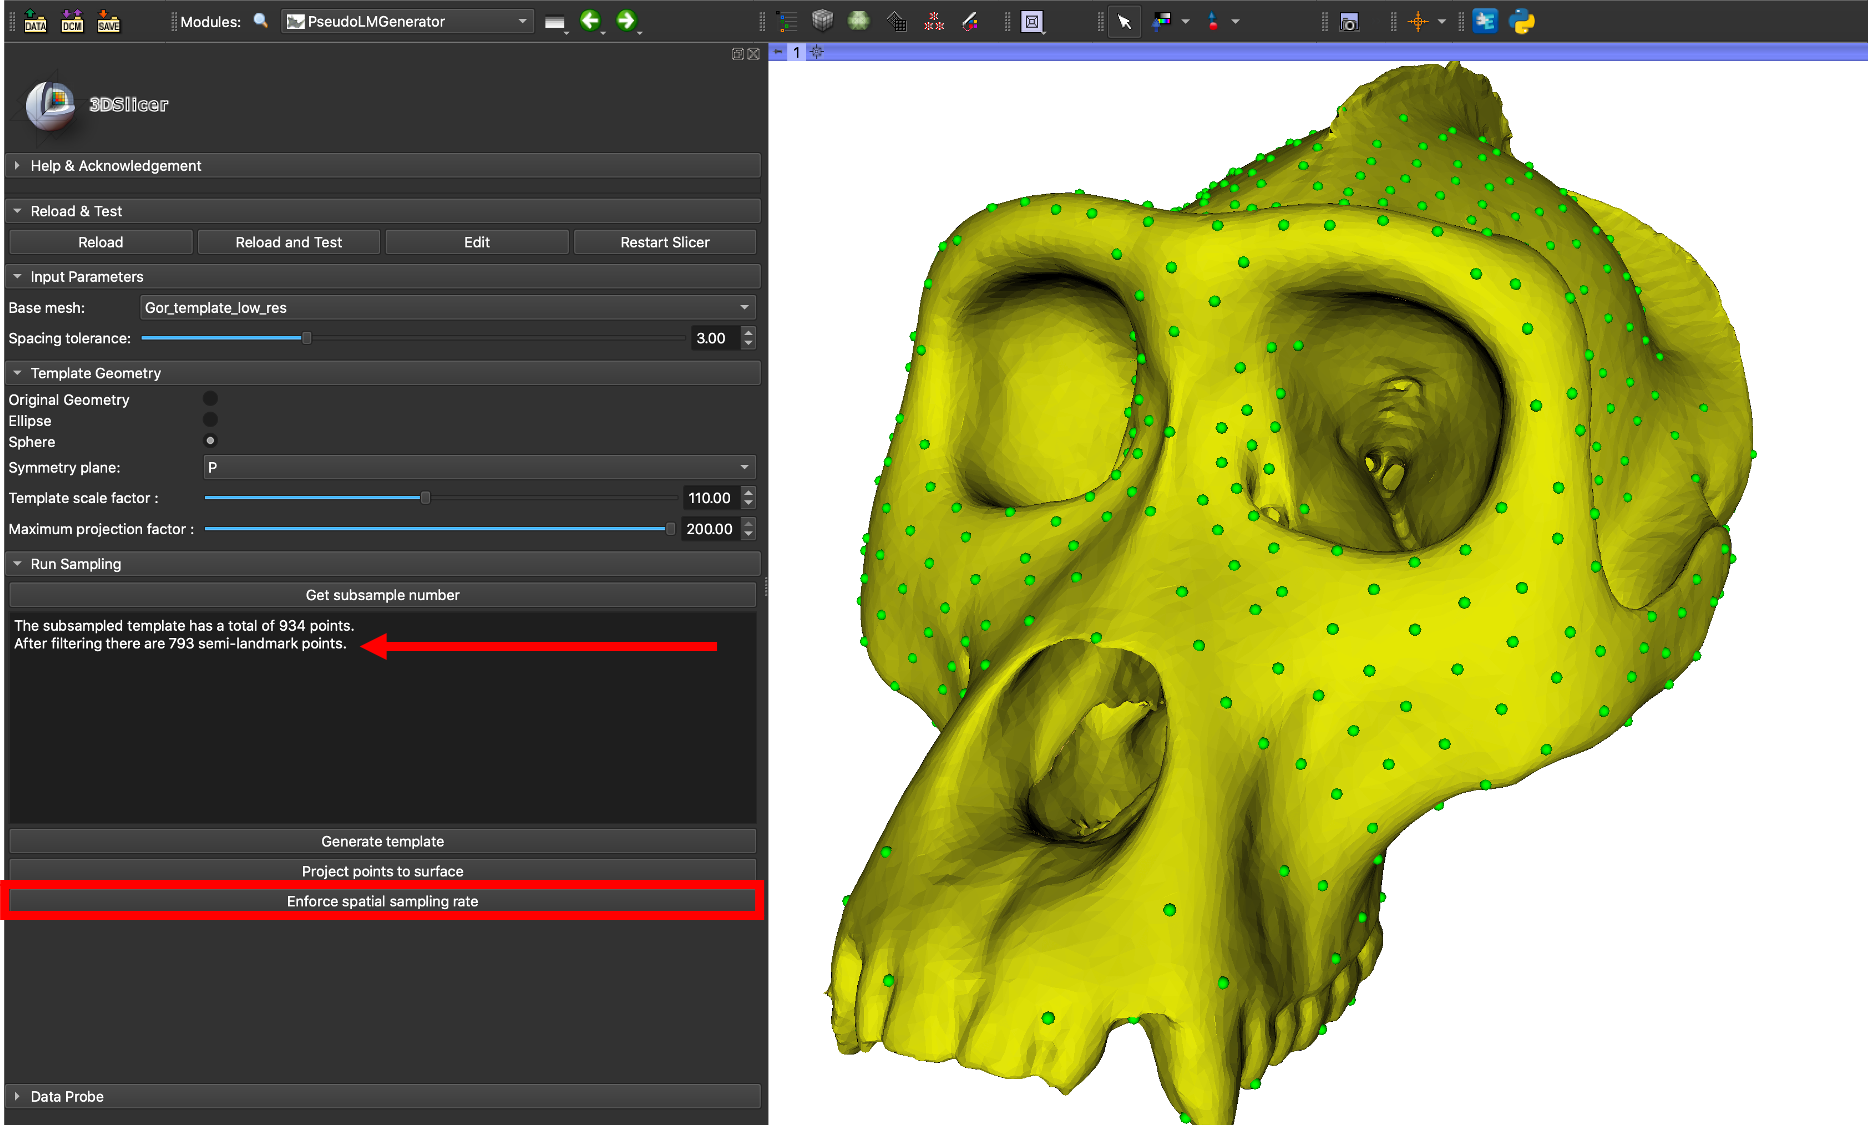 DATA
DCM
SAVE
Modules:
PseudoLMGenerator
1
3DSlicer
Help & Acknowledgement
Reload & Test
Reload
Reload and Test
Edit
Restart Slicer
Input Parameters
Base mesh:
Gor_template_low_res
Spacing tolerance:
3.00
Template Geometry
Original Geometry
Ellipse
Sphere
Symmetry plane:
P
Template scale factor :
110.00
Maximum projection factor :
200.00
Run Sampling
Get subsample number
The subsampled template has a total of 934 points.
After filtering there are 793 semi-landmark points.
Generate template
Project points to surface
Enforce spatial sampling rate
Data Probe